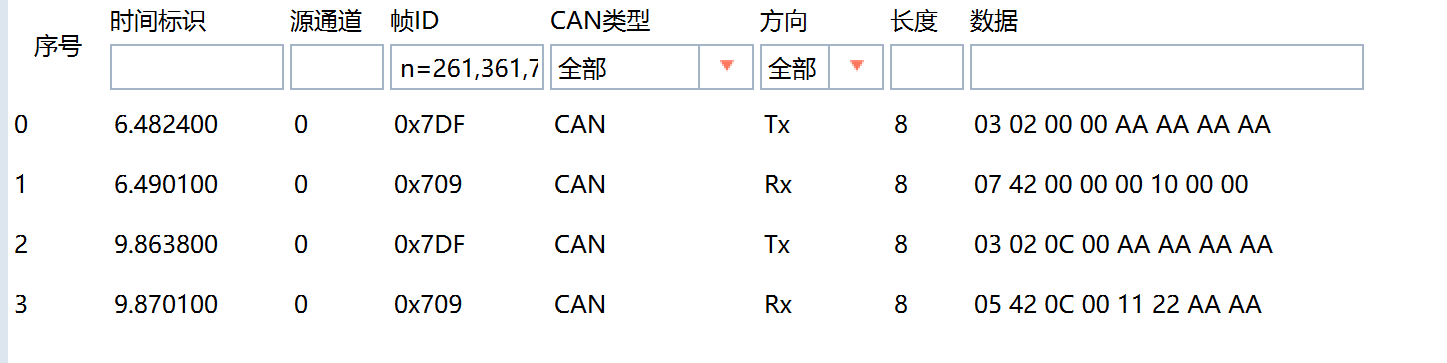 序号 时间标识 源通道 帧ID CAN类型 方向 长度 数据
n=261,361,7 全部 全部
0 6.482400 0 0x7DF CAN Tx 8 03 02 00 00 AA AA AA AA
1 6.490100 0 0x709 CAN Rx 8 07 42 00 00 00 10 00 00
2 9.863800 0 0x7DF CAN Tx 8 03 02 0C 00 AA AA AA AA
3 9.870100 0 0x709 CAN Rx 8 05 42 0C 00 11 22 AA AA